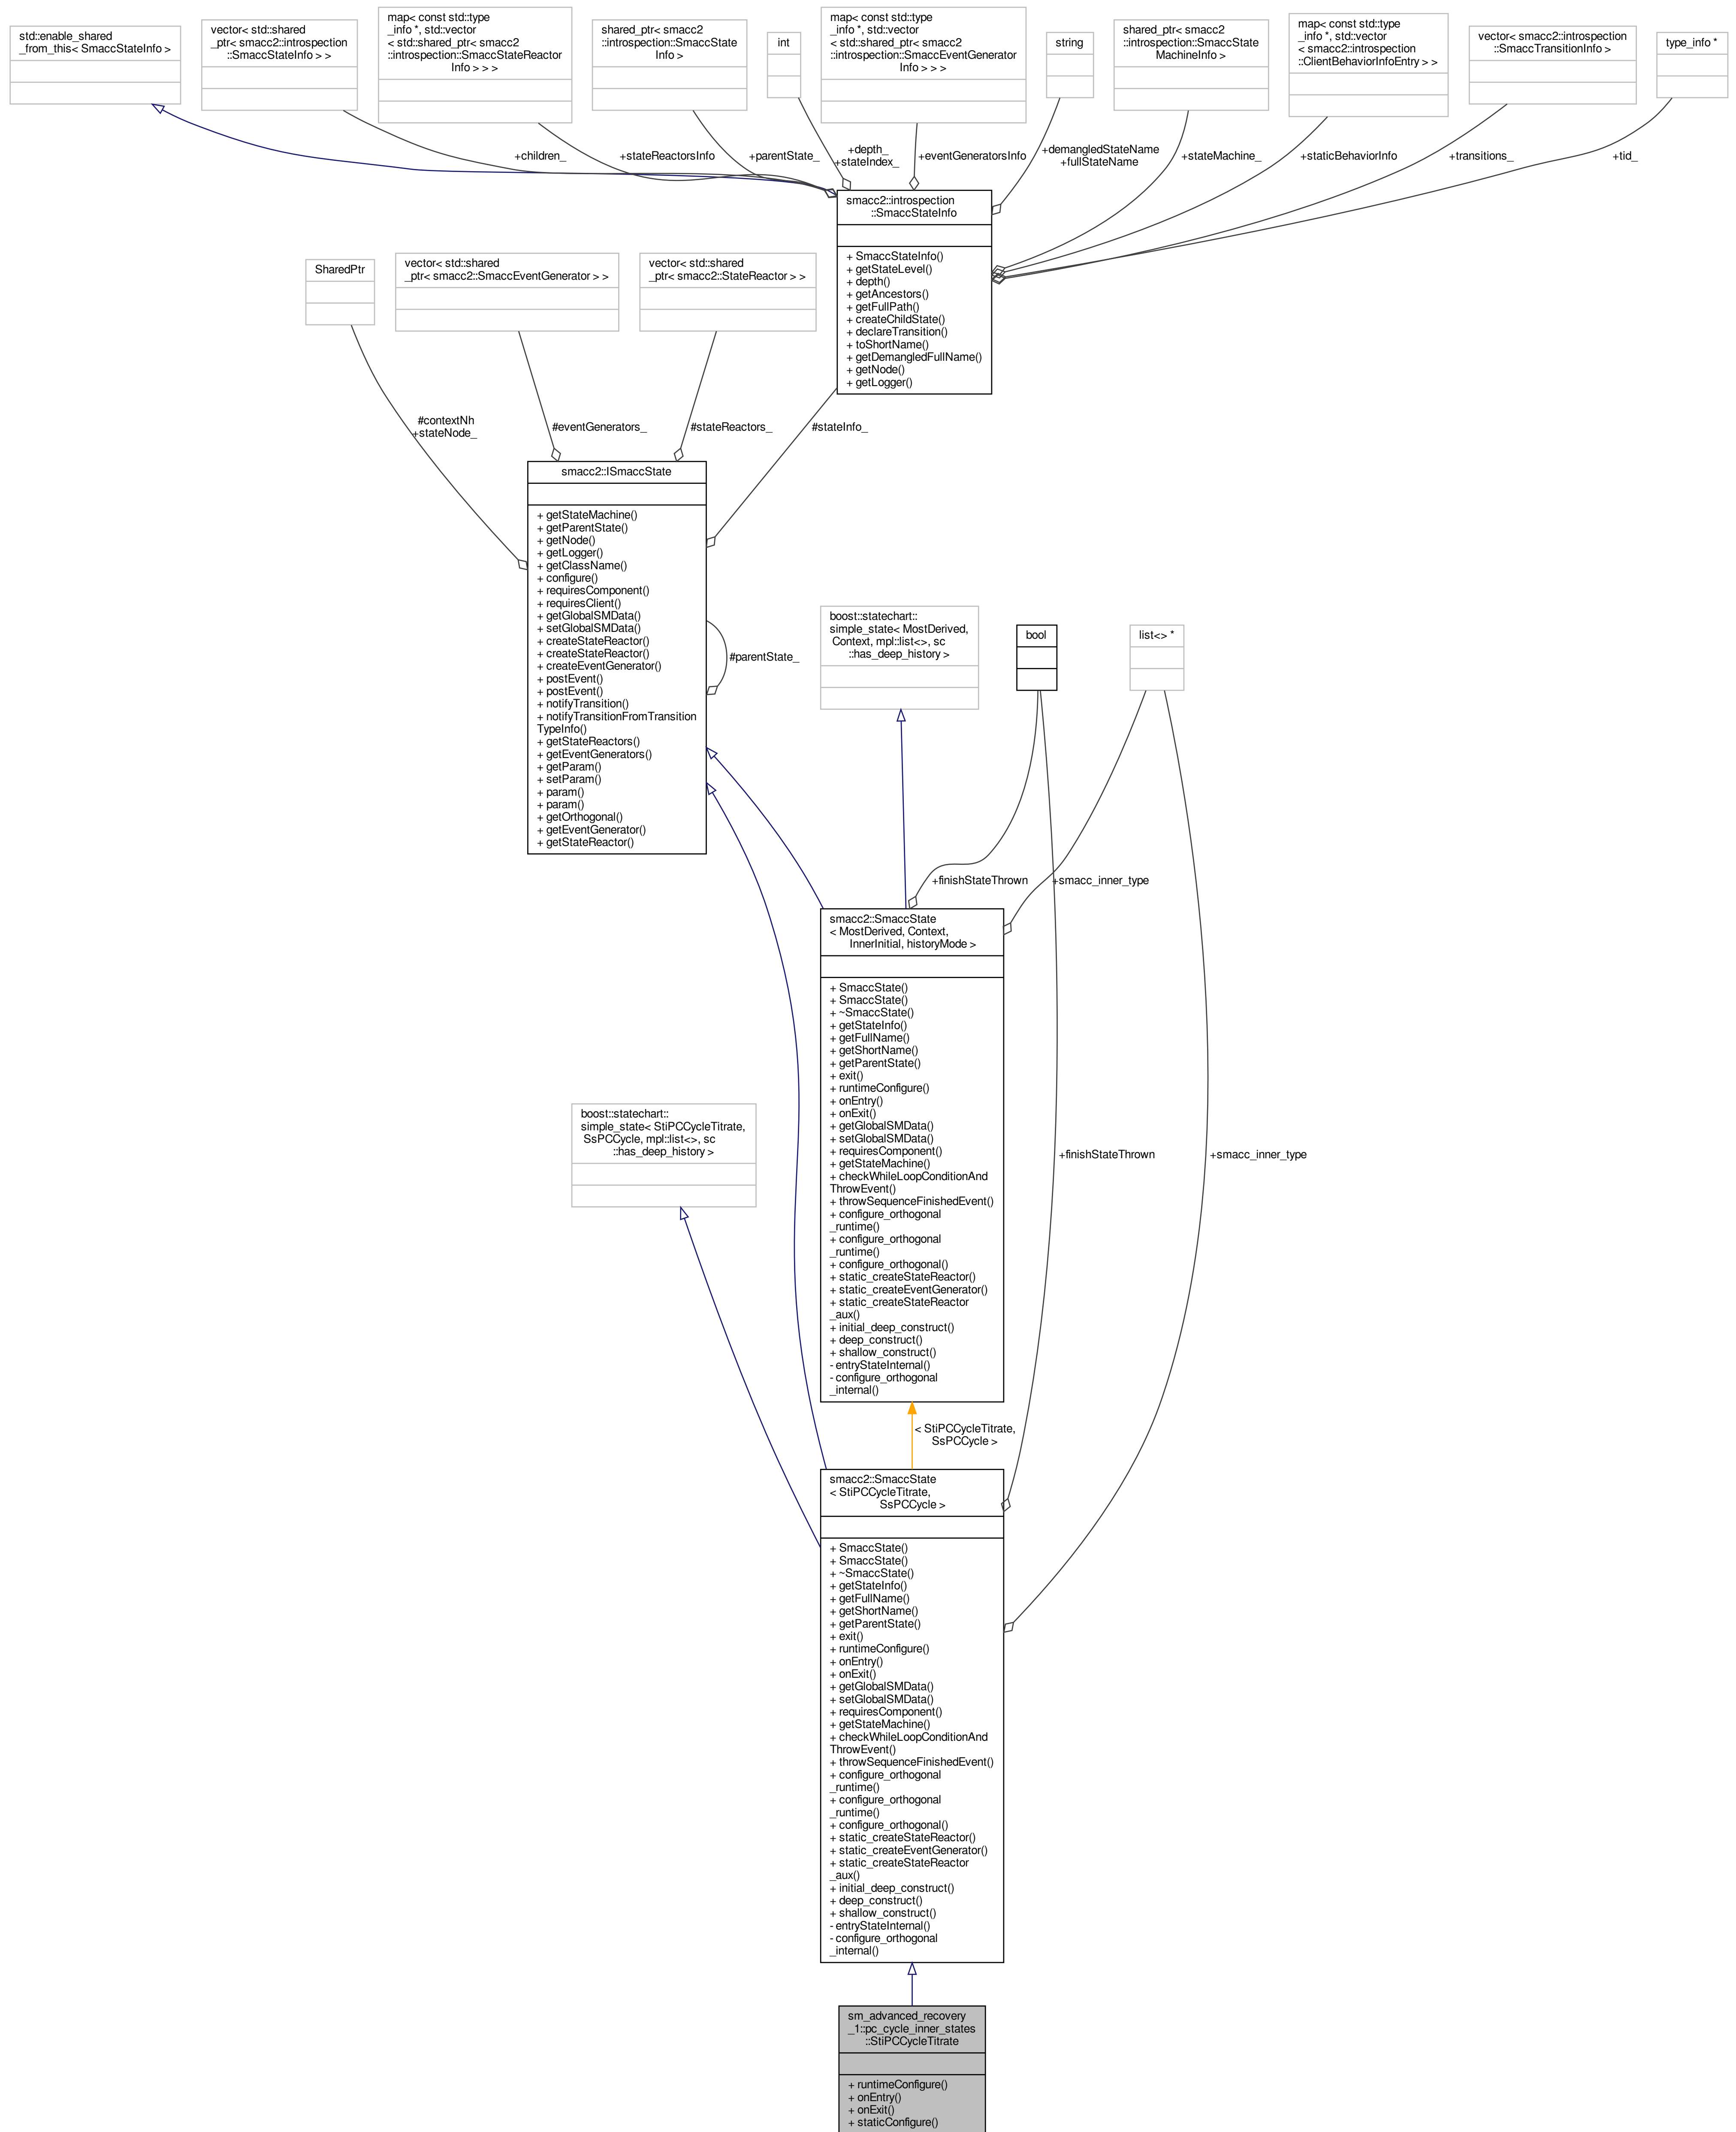 std::enable_shared
_from_this< SmaccStateInfo >
vector< std::shared
_ptr< smacc2::introspection
::SmaccStateInfo > >
map< const std::type
_info *, std::vector
< std::shared_ptr< smacc2
::introspection::SmaccStateReactor
Info > > >
shared_ptr< smacc2
::introspection::SmaccState
Info >
int
map< const std::type
_info *, std::vector
< std::shared_ptr< smacc2
::introspection::SmaccEventGenerator
Info > > >
string
shared_ptr< smacc2
::introspection::SmaccState
MachineInfo >
map< const std::type
_info *, std::vector
< smacc2::introspection
::ClientBehaviorInfoEntry > >
vector< smacc2::introspection
::SmaccTransitionInfo >
type_info *
+children_
+stateReactorsInfo
+parentState_
+depth_
+stateIndex_
+eventGeneratorsInfo
+demangledStateName
+fullStateName
+stateMachine_
+staticBehaviorInfo
+transitions_
+tid_
smacc2::introspection
::SmaccStateInfo
+ SmaccStateInfo()
+ getStateLevel()
+ depth()
+ getAncestors()
+ getFullPath()
+ createChildState()
+ declareTransition()
+ toShortName()
+ getDemangledFullName()
+ getNode()
+ getLogger()
SharedPtr
vector< std::shared
_ptr< smacc2::SmaccEventGenerator > >
vector< std::shared
_ptr< smacc2::StateReactor > >
#contextNh
+stateNode_
#eventGenerators_
#stateReactors_
#stateInfo_
smacc2::ISmaccState
+ getStateMachine()
+ getParentState()
+ getNode()
+ getLogger()
+ getClassName()
+ configure()
+ requiresComponent()
+ requiresClient()
+ getGlobalSMData()
+ setGlobalSMData()
+ createStateReactor()
+ createStateReactor()
+ createEventGenerator()
+ postEvent()
+ postEvent()
+ notifyTransition()
+ notifyTransitionFromTransition
TypeInfo()
+ getStateReactors()
+ getEventGenerators()
+ getParam()
+ setParam()
+ param()
+ param()
+ getOrthogonal()
+ getEventGenerator()
+ getStateReactor()
#parentState_
boost::statechart::
simple_state< MostDerived,
Context, mpl::list<>, sc
::has_deep_history >
bool
list<> *
+finishStateThrown
+smacc_inner_type
smacc2::SmaccState
< MostDerived, Context,
InnerInitial, historyMode >
+ SmaccState()
+ SmaccState()
+ ~SmaccState()
+ getStateInfo()
+ getFullName()
+ getShortName()
+ getParentState()
+ exit()
+ runtimeConfigure()
+ onEntry()
+ onExit()
+ getGlobalSMData()
+ setGlobalSMData()
+ requiresComponent()
+ getStateMachine()
+ checkWhileLoopConditionAnd
ThrowEvent()
+ throwSequenceFinishedEvent()
+ configure_orthogonal
_runtime()
+ configure_orthogonal
_runtime()
+ configure_orthogonal()
+ static_createStateReactor()
+ static_createEventGenerator()
+ static_createStateReactor
_aux()
+ initial_deep_construct()
+ deep_construct()
+ shallow_construct()
- entryStateInternal()
- configure_orthogonal
_internal()
boost::statechart::
simple_state< StiPCCycleTitrate,
SsPCCycle, mpl::list<>, sc
::has_deep_history >
+finishStateThrown
+smacc_inner_type
< StiPCCycleTitrate,
SsPCCycle >
smacc2::SmaccState
< StiPCCycleTitrate,
SsPCCycle >
+ SmaccState()
+ SmaccState()
+ ~SmaccState()
+ getStateInfo()
+ getFullName()
+ getShortName()
+ getParentState()
+ exit()
+ runtimeConfigure()
+ onEntry()
+ onExit()
+ getGlobalSMData()
+ setGlobalSMData()
+ requiresComponent()
+ getStateMachine()
+ checkWhileLoopConditionAnd
ThrowEvent()
+ throwSequenceFinishedEvent()
+ configure_orthogonal
_runtime()
+ configure_orthogonal
_runtime()
+ configure_orthogonal()
+ static_createStateReactor()
+ static_createEventGenerator()
+ static_createStateReactor
_aux()
+ initial_deep_construct()
+ deep_construct()
+ shallow_construct()
- entryStateInternal()
- configure_orthogonal
_internal()
sm_advanced_recovery
_1::pc_cycle_inner_states
::StiPCCycleTitrate
+ runtimeConfigure()
+ onEntry()
+ onExit()
+ staticConfigure()